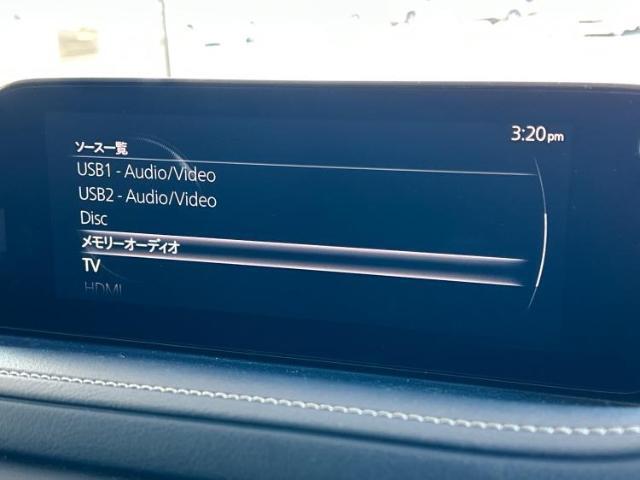 3:20pm
ソース一覧
USB1 - Audio/Video
USB2 - Audio/Video
Disc
メモリーオーディオ
TV
HDMI